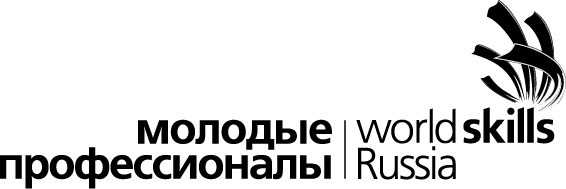 молодые
профессионалы
worldskills
Russia